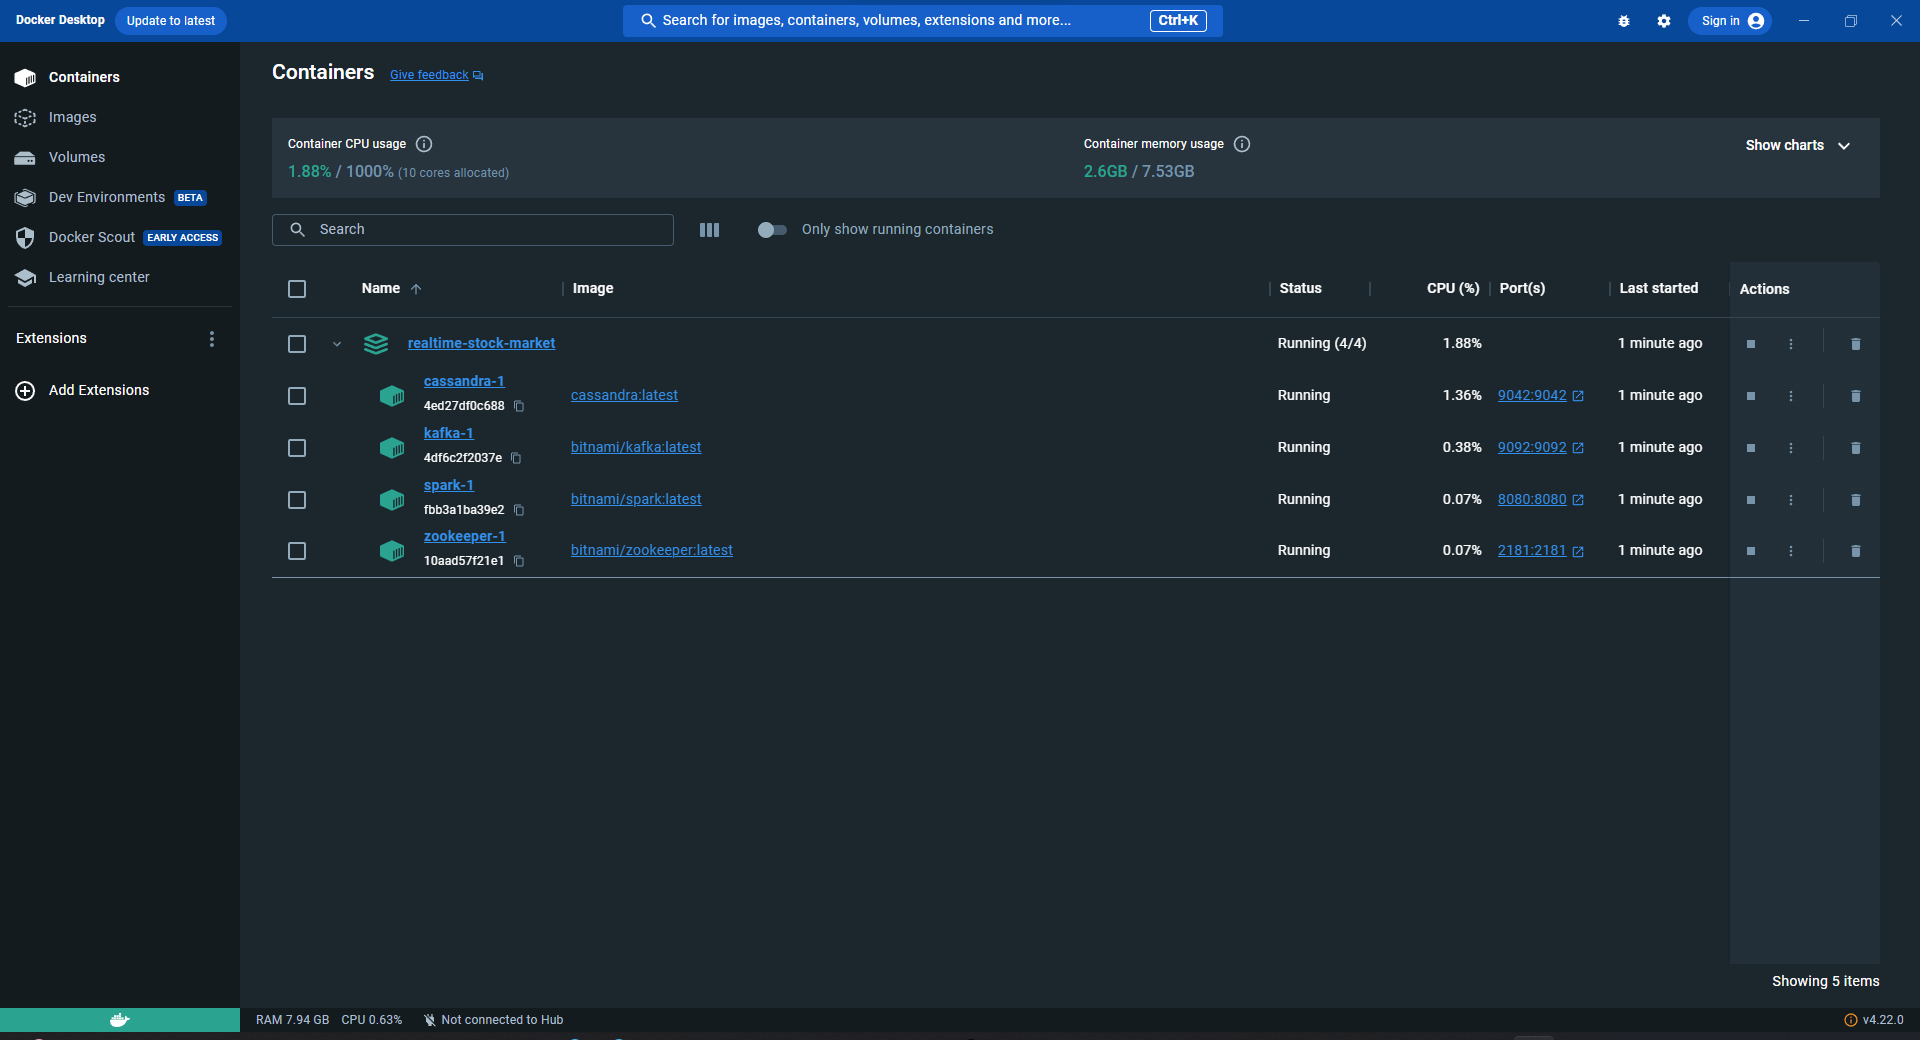 Docker Desktop Update to latest Search for images, containers, volumes, extensions and more... Ctrl+K Sign in
Containers
Images
Volumes
Dev Environments BETA
Docker Scout EARLY ACCESS
Learning center
Extensions
Add Extensions
Containers Give feedback
Container CPU usage
1.88% / 1000% (10 cores allocated)
Container memory usage
2.6GB / 7.53GB
Show charts
Search
Only show running containers
Name Image Status CPU (%) Port(s) Last started Actions
realtime-stock-market Running (4/4) 1.88% 1 minute ago
cassandra-1
4ed27df0c688
cassandra:latest Running 1.36% 9042:9042 1 minute ago
kafka-1
4df6c2f2037e
bitnami/kafka:latest Running 0.38% 9092:9092 1 minute ago
spark-1
fbb3a1ba39e2
bitnami/spark:latest Running 0.07% 8080:8080 1 minute ago
zookeeper-1
10aad57f21e1
bitnami/zookeeper:latest Running 0.07% 2181:2181 1 minute ago
Showing 5 items
RAM 7.94 GB CPU 0.63% Not connected to Hub v4.22.0